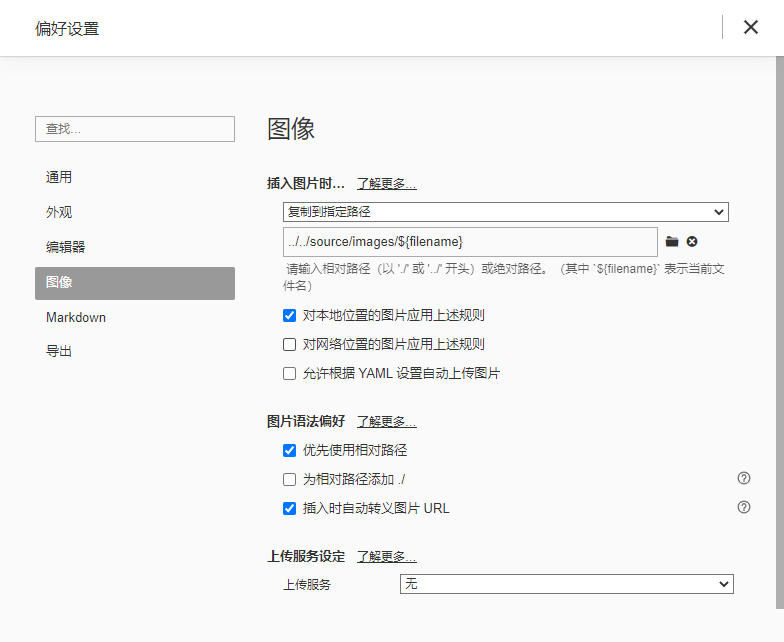 偏好设置
查找...
通用
外观
编辑器
图像
Markdown
导出
图像
插入图片时... 了解更多...
复制到指定路径
../../source/images/${filename}
请输入相对路径（以 './' 或 '../' 开头）或绝对路径。（其中 `${filename}` 表示当前文
件名）
对本地位置的图片应用上述规则
对网络位置的图片应用上述规则
允许根据 YAML 设置自动上传图片
图片语法偏好 了解更多...
优先使用相对路径
为相对路径添加 ./
插入时自动转义图片 URL
上传服务设定 了解更多...
上传服务 无